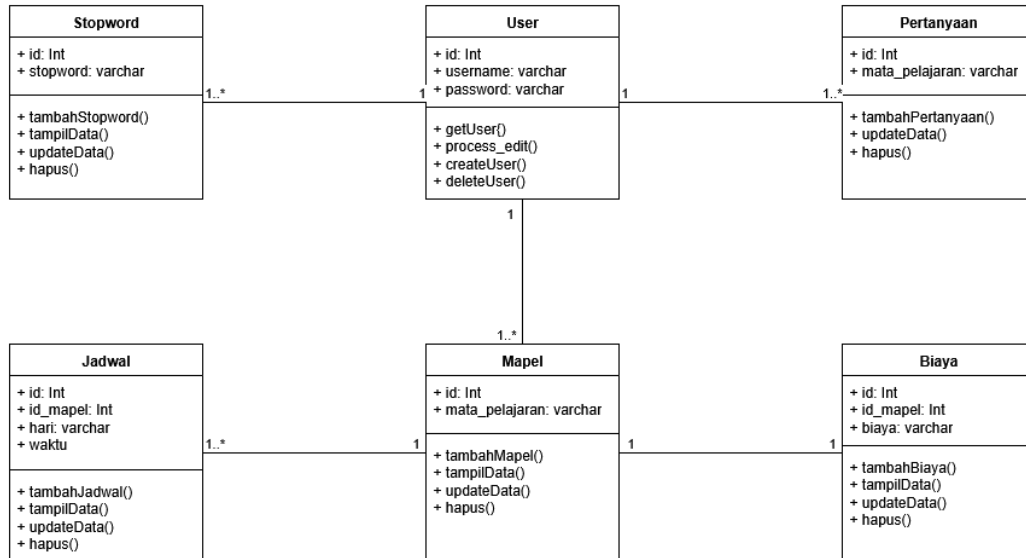 Stopword
+ id: Int
+ stopword: varchar
+ tambahStopword()
+ tampilData()
+ updateData()
+ hapus()
1..*
1
User
+ id: Int
+ username: varchar
+ password: varchar
+ getUser{)
+ process_edit()
+ createUser()
+ deleteUser()
1
1..*
Pertanyaan
+ id: Int
+ mata_pelajaran: varchar
+ tambahPertanyaan()
+ updateData()
+ hapus()
1
1..*
Jadwal
+ id: Int
+ id_mapel: Int
+ hari: varchar
+ waktu
+ tambahJadwal()
+ tampilData()
+ updateData()
+ hapus()
1..*
1
Mapel
+ id: Int
+ mata_pelajaran: varchar
+ tambahMapel()
+ tampilData()
+ updateData()
+ hapus()
1
1
Biaya
+ id: Int
+ id_mapel: Int
+ biaya: varchar
+ tambahBiaya()
+ tampilData()
+ updateData()
+ hapus()